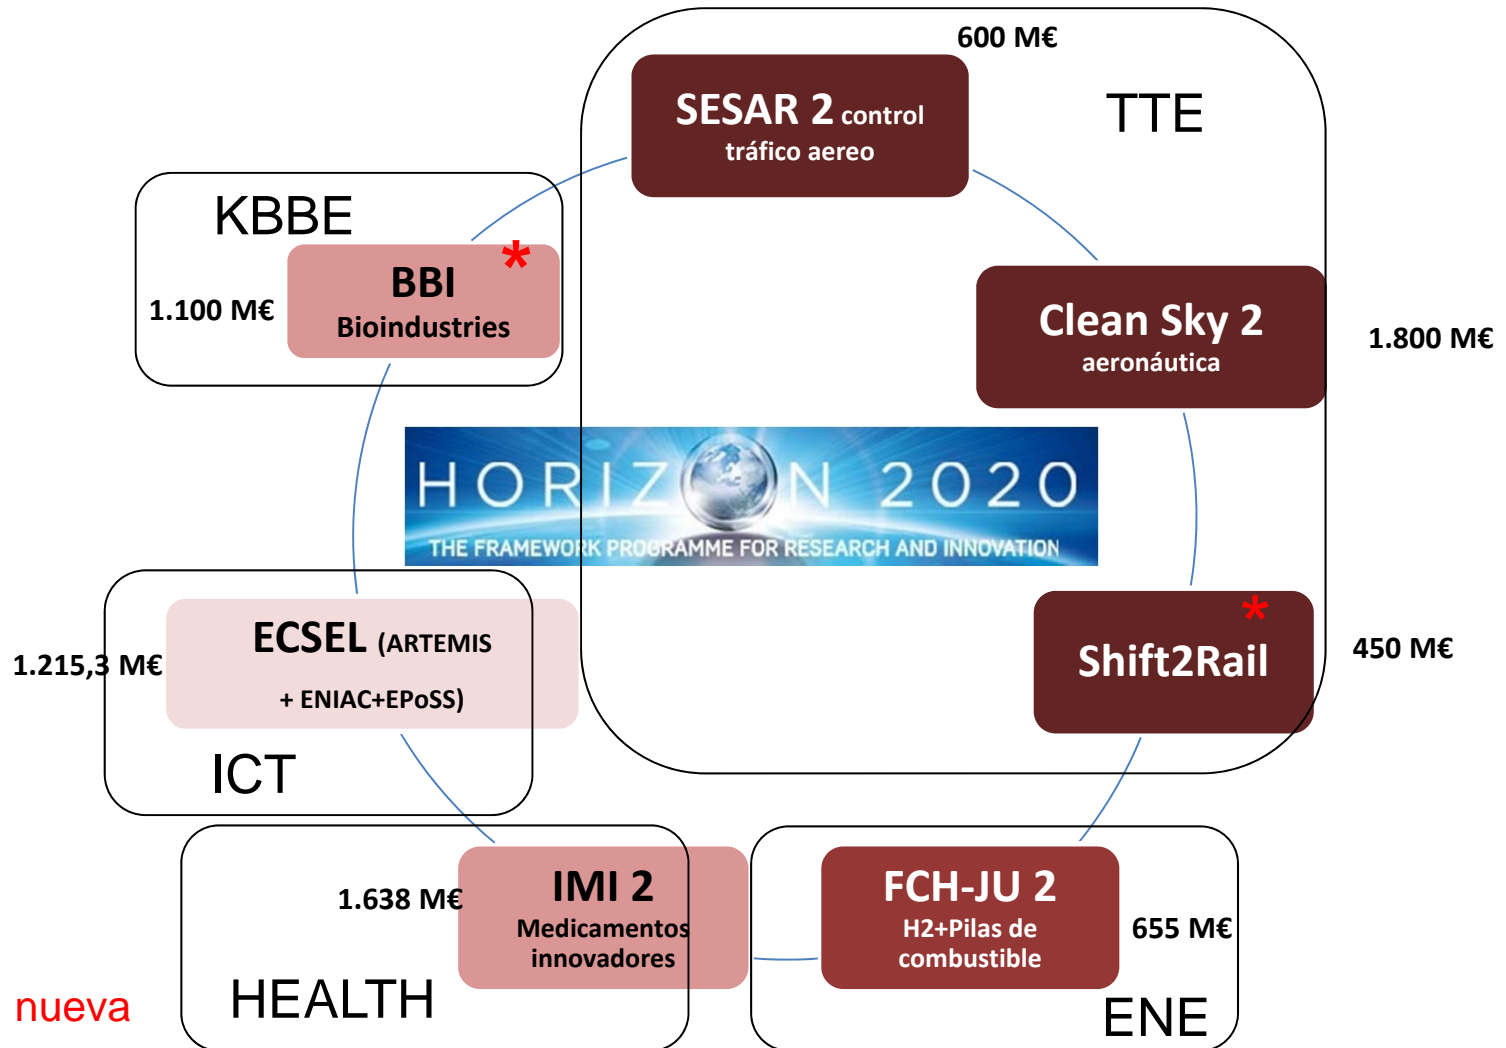 600 M€
SESAR 2 control
tráfico aereo
TTE
KBBE
BBI
*
Bioindustries
1.100 M€
Clean Sky 2
aeronáutica
1.800 M€
HORIZON 2020
THE FRAMEWORK PROGRAMME FOR RESEARCH AND INNOVATION
ECSEL (ARTEMIS
+ ENIAC+EPoSS)
1.215,3 M€
ICT
*
Shift2Rail
450 M€
IMI 2
Medicamentos
innovadores
1.638 M€
HEALTH
FCH-JU 2
H2+Pilas de
combustible
655 M€
ENE
nueva